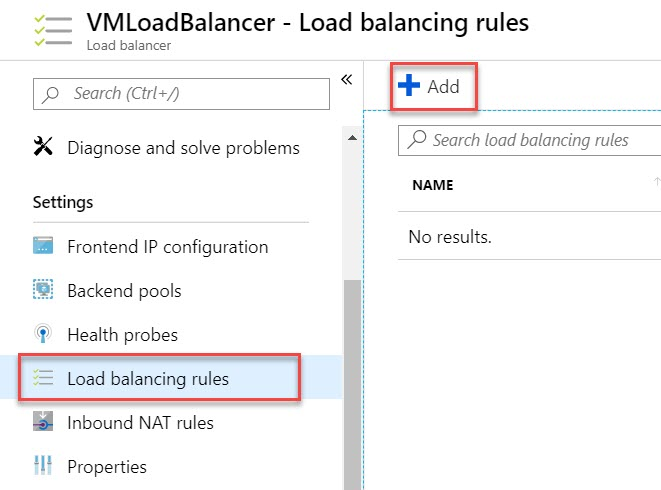 VMLoadBalancer - Load balancing rules
Load balancer
Search (Ctrl+/)
Diagnose and solve problems
Settings
Frontend IP configuration
Backend pools
Health probes
Load balancing rules
Inbound NAT rules
Properties
Add
Search load balancing rules
NAME
No results.